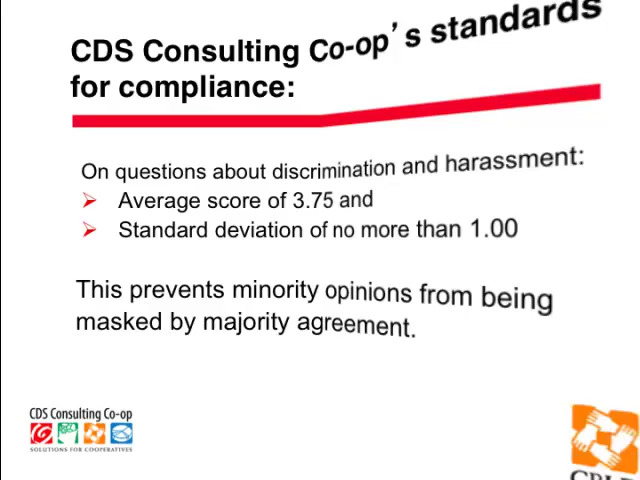 CDS Consulting Co-op's standards
for compliance:
On questions about discrimination and harassment:
Average score of 3.75 and
Standard deviation of no more than 1.00
This prevents minority opinions from being
masked by majority agreement.
CDS Consulting Co-op
SOLUTIONS FOR COOPERATIVES